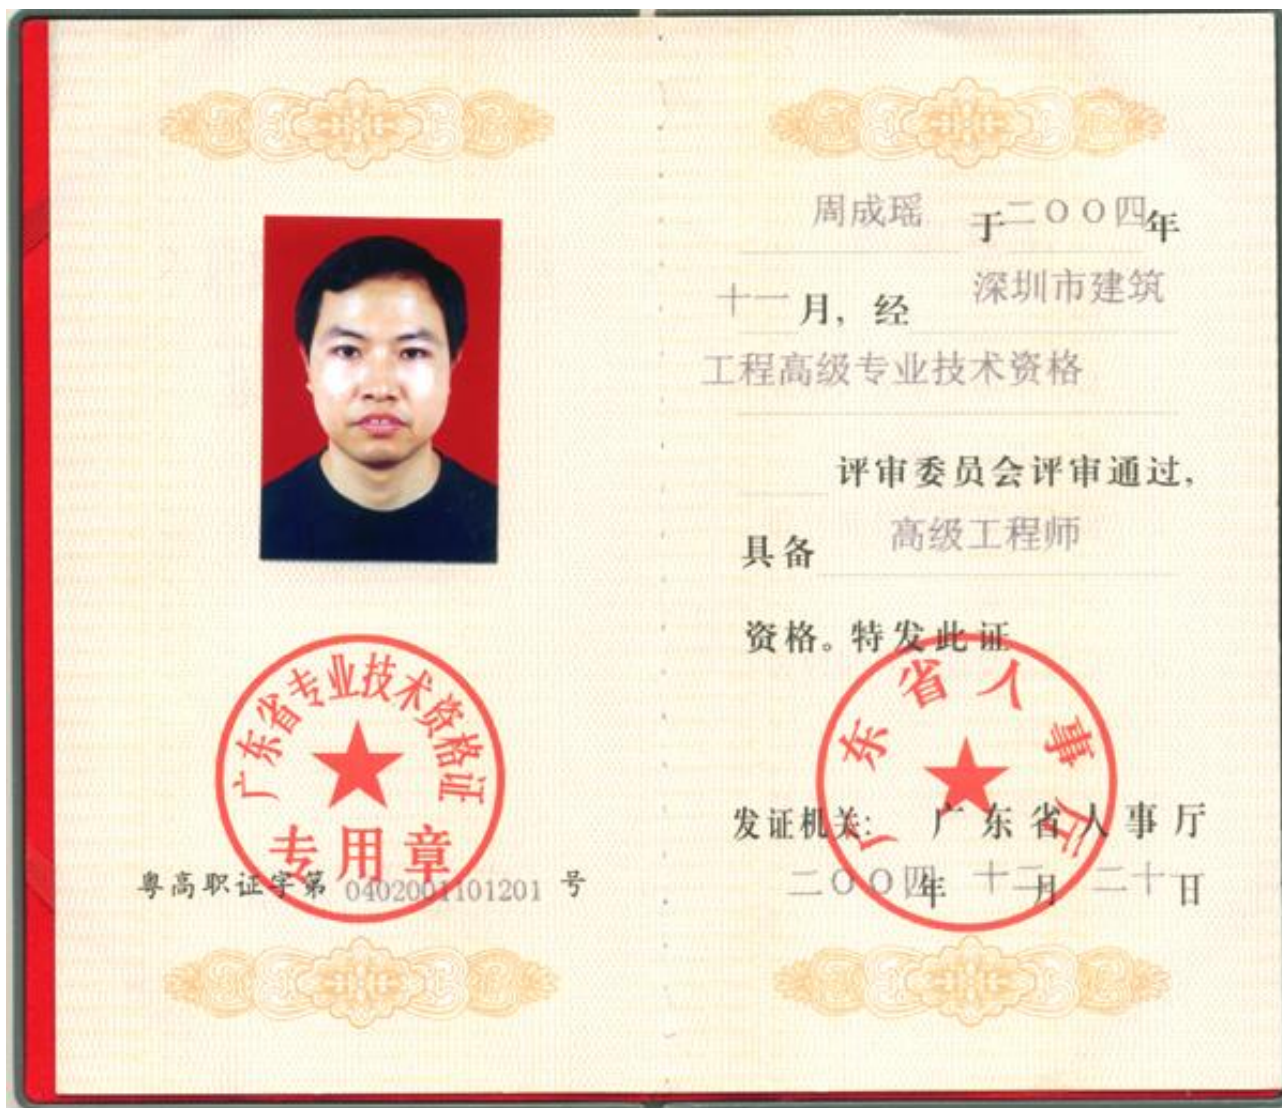 广东省专业技术资格证
专用章
粤高职证字第 0402001101201 号
周成瑶 于二〇〇四年
十一月, 经 深圳市建筑
工程高级专业技术资格
评审委员会评审通过,
具备 高级工程师
资格。特发此证
广东省人事厅
发证机关: 广东省人事厅
二〇〇四年 十二月 二十日